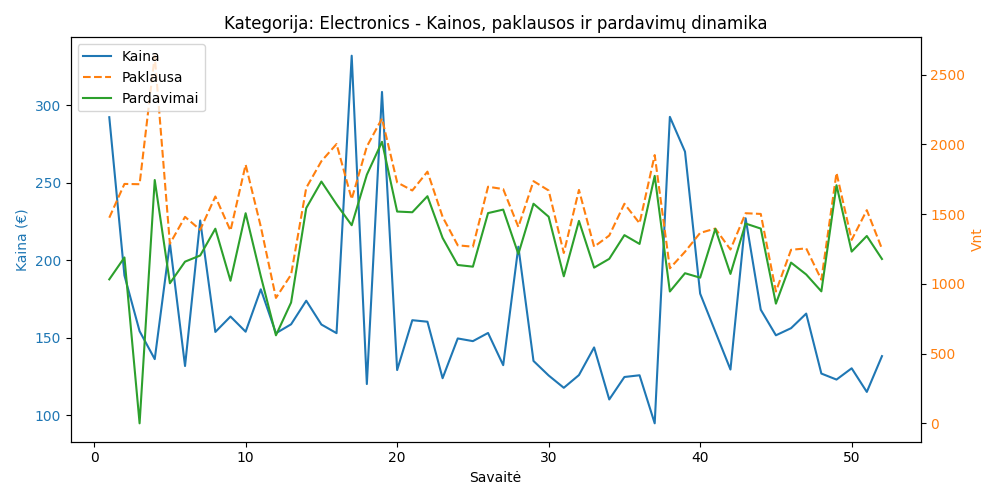 Kategorija: Electronics - Kainos, paklausos ir pardavimų dinamika
Kaina
Paklausa
Pardavimai
Kaina (€)
300
250
200
150
100
2500
2000
1500
1000
500
0
Vnt
0
10
20
30
40
50
Savaitė